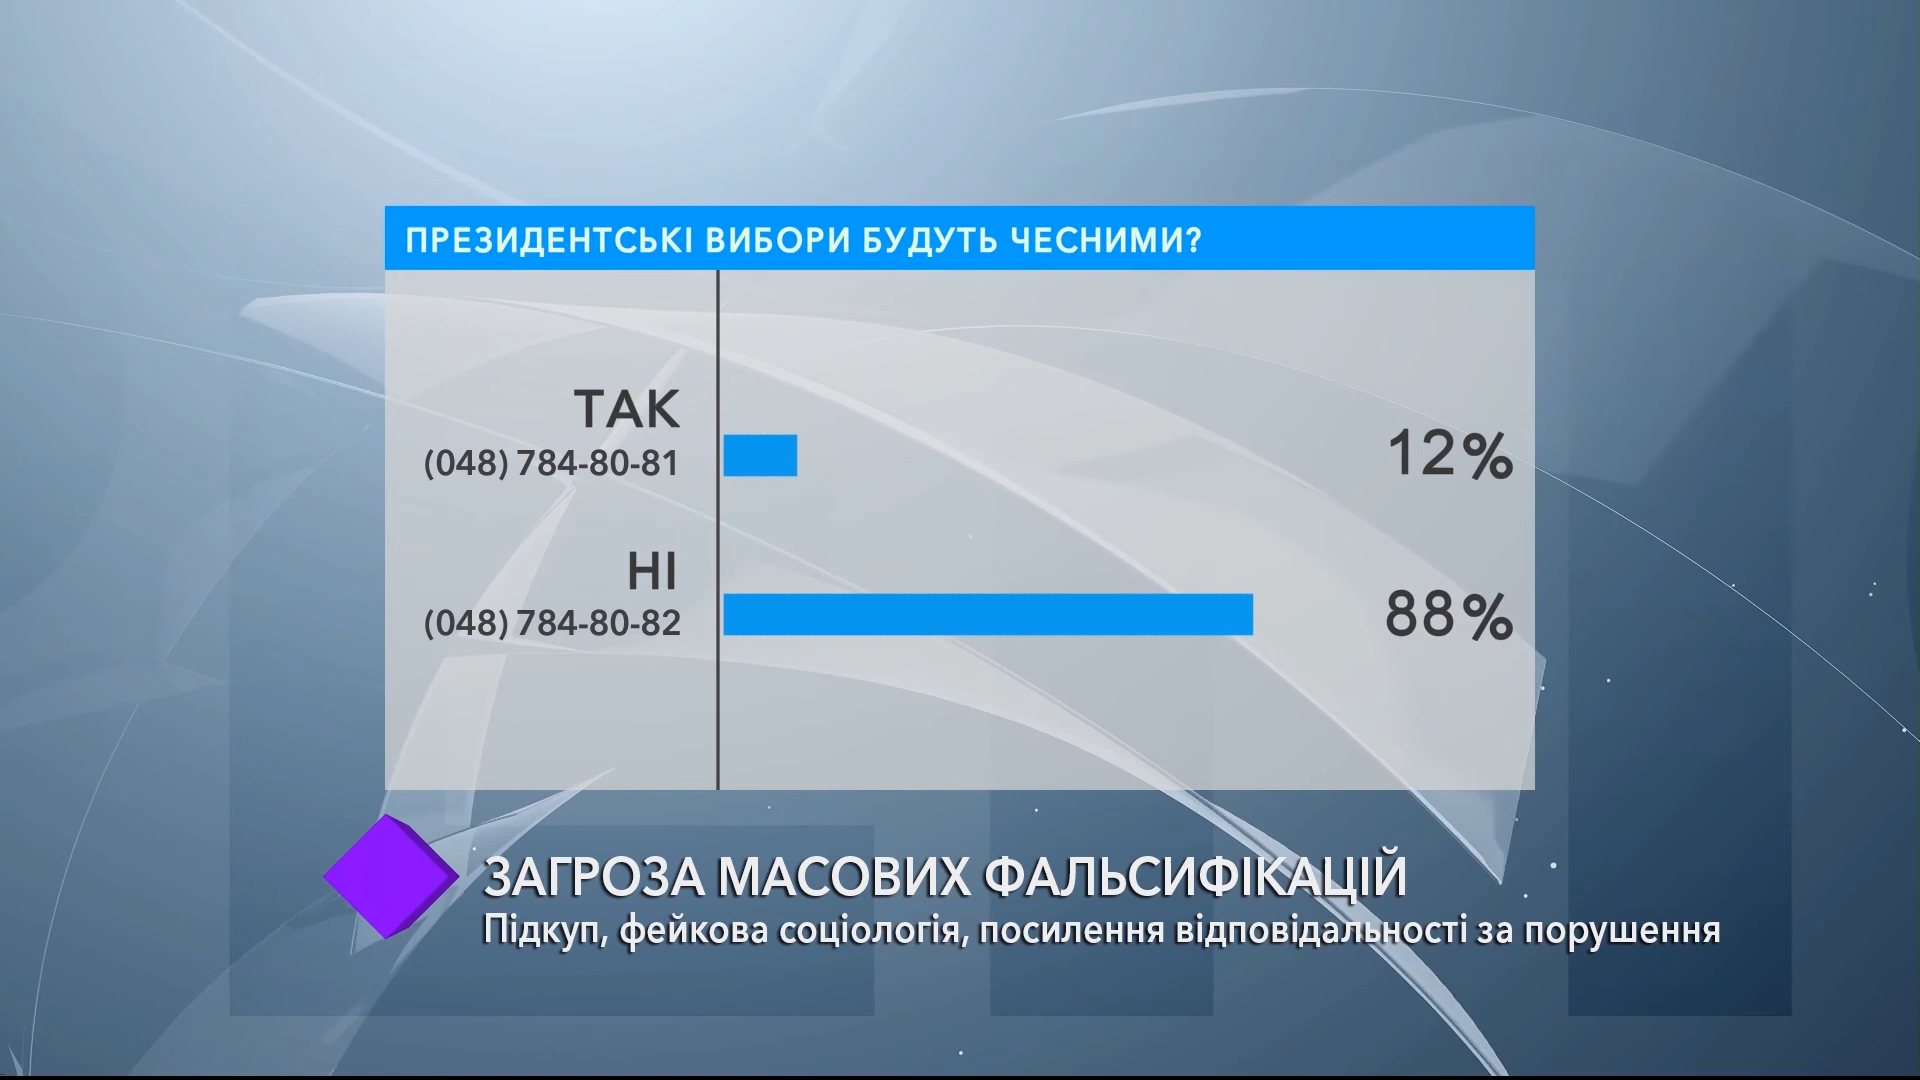 ПРЕЗИДЕНТСЬКІ ВИБОРИ БУДУТЬ ЧЕСНИМИ?
ТАК
(048) 784-80-81
12%
НІ
(048) 784-80-82
88%
ЗАГРОЗА МАСОВИХ ФАЛЬСИФІКАЦІЙ
Підкуп, фейкова соціологія, посилення відповідальності за порушення